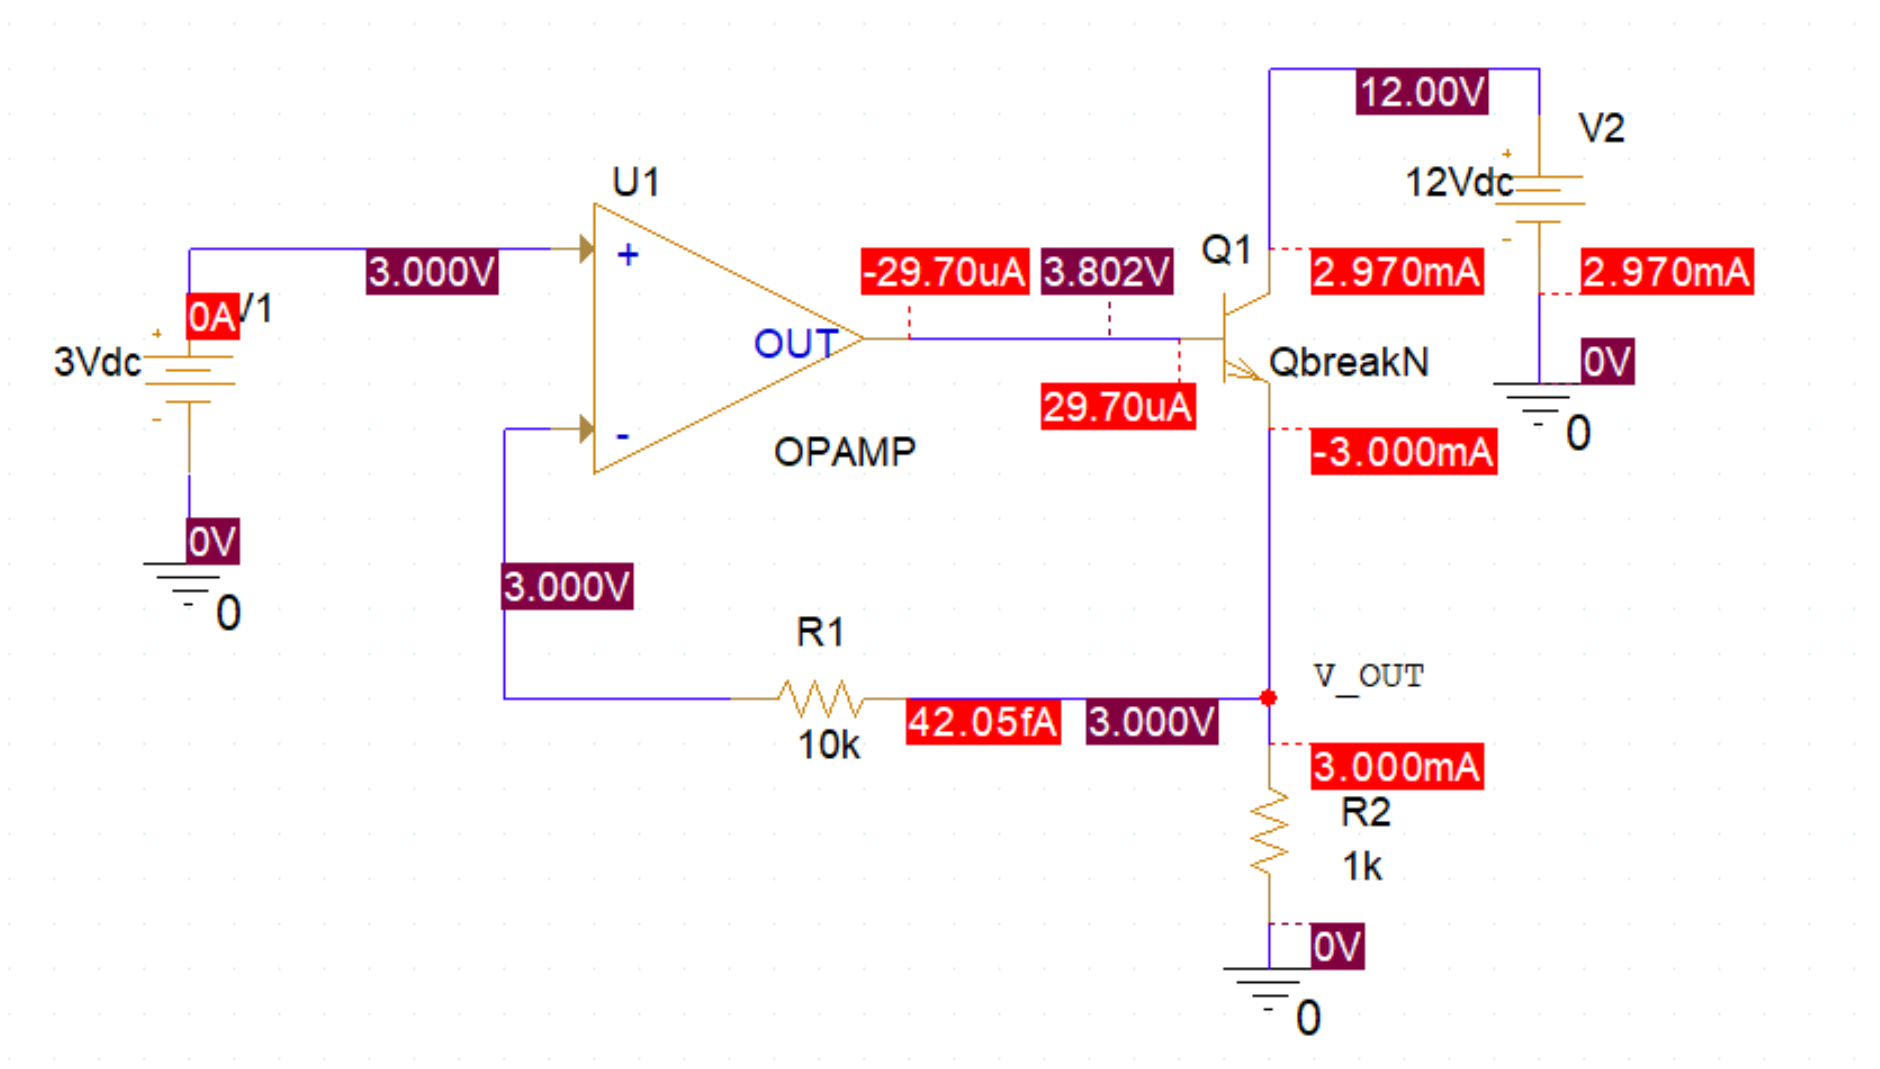 12.00V
V2
12Vdc
+
-
U1
+
3.000V
OUT
-
OPAMP
0A
V1
+
3Vdc
-
0V
0
-29.70uA
3.802V
Q1
2.970mA
2.970mA
QbreakN
29.70uA
0V
0
-3.000mA
3.000V
R1
10k
42.05fA
3.000V
V_OUT
3.000mA
R2
1k
0V
0